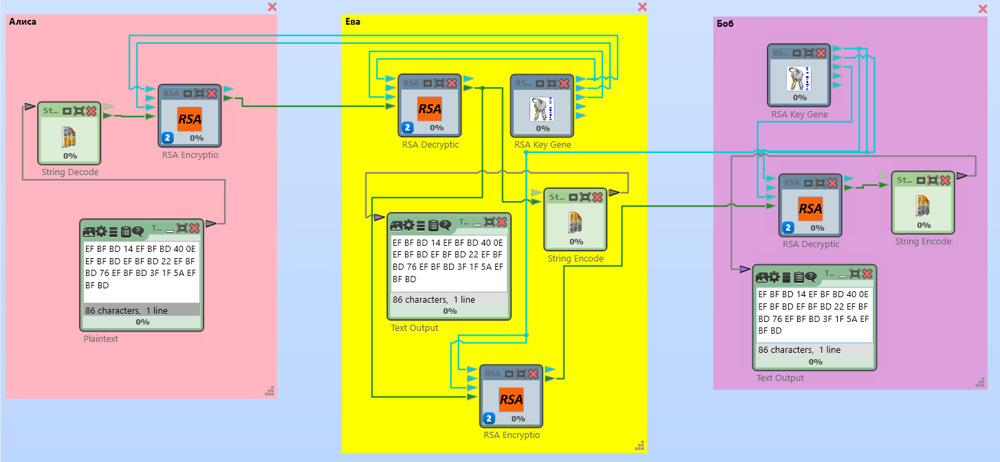 Алиса
RSA
RSA
2
0%
RSA Encryptio
St...
0%
String Decode
T...
EF BF BD 14 EF BF BD 40 0E
EF BF BD EF BF BD 22 EF BF
BD 76 EF BF BD 3F 1F 5A EF
BF BD
86 characters, 1 line
0%
Plaintext
Ева
RSA
RSA
2
0%
RSA Decryptic
RS...
0%
RSA Key Gene
St...
0%
String Encode
T...
EF BF BD 14 EF BF BD 40 0E
EF BF BD EF BF BD 22 EF BF
BD 76 EF BF BD 3F 1F 5A EF
BF BD
86 characters, 1 line
0%
Text Output
RSA
RSA
2
0%
RSA Encryptio
Боб
RS...
0%
RSA Key Gene
RSA
RSA
2
0%
RSA Decryptic
St...
0%
String Encode
T...
EF BF BD 14 EF BF BD 40 0E
EF BF BD EF BF BD 22 EF BF
BD 76 EF BF BD 3F 1F 5A EF
BF BD
86 characters, 1 line
0%
Text Output